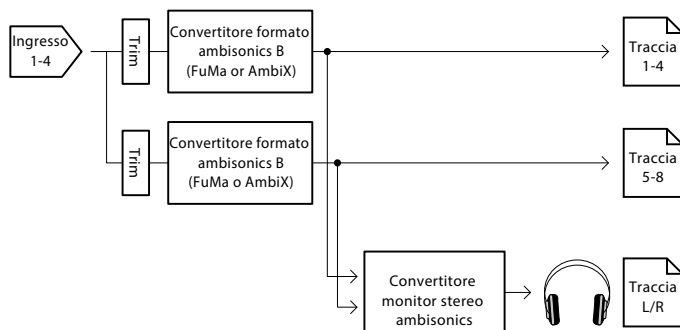 Ingresso
1-4
Trim
Convertitore formato
ambisonics B
(FuMa or AmbiX)
Traccia
1-4
Trim
Convertitore formato
ambisonics B
(FuMa o AmbiX)
Traccia
5-8
Convertitore
monitor stereo
ambisonics
Traccia
L/R